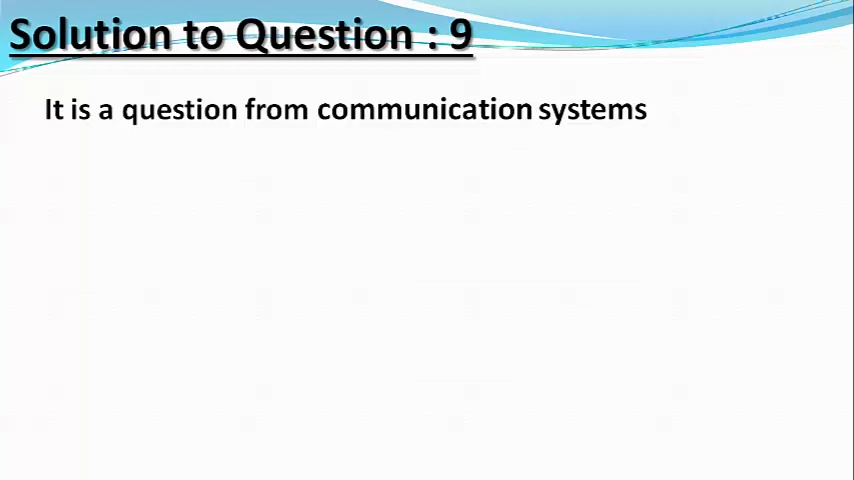 Solution to Question : 9
It is a question from communication systems